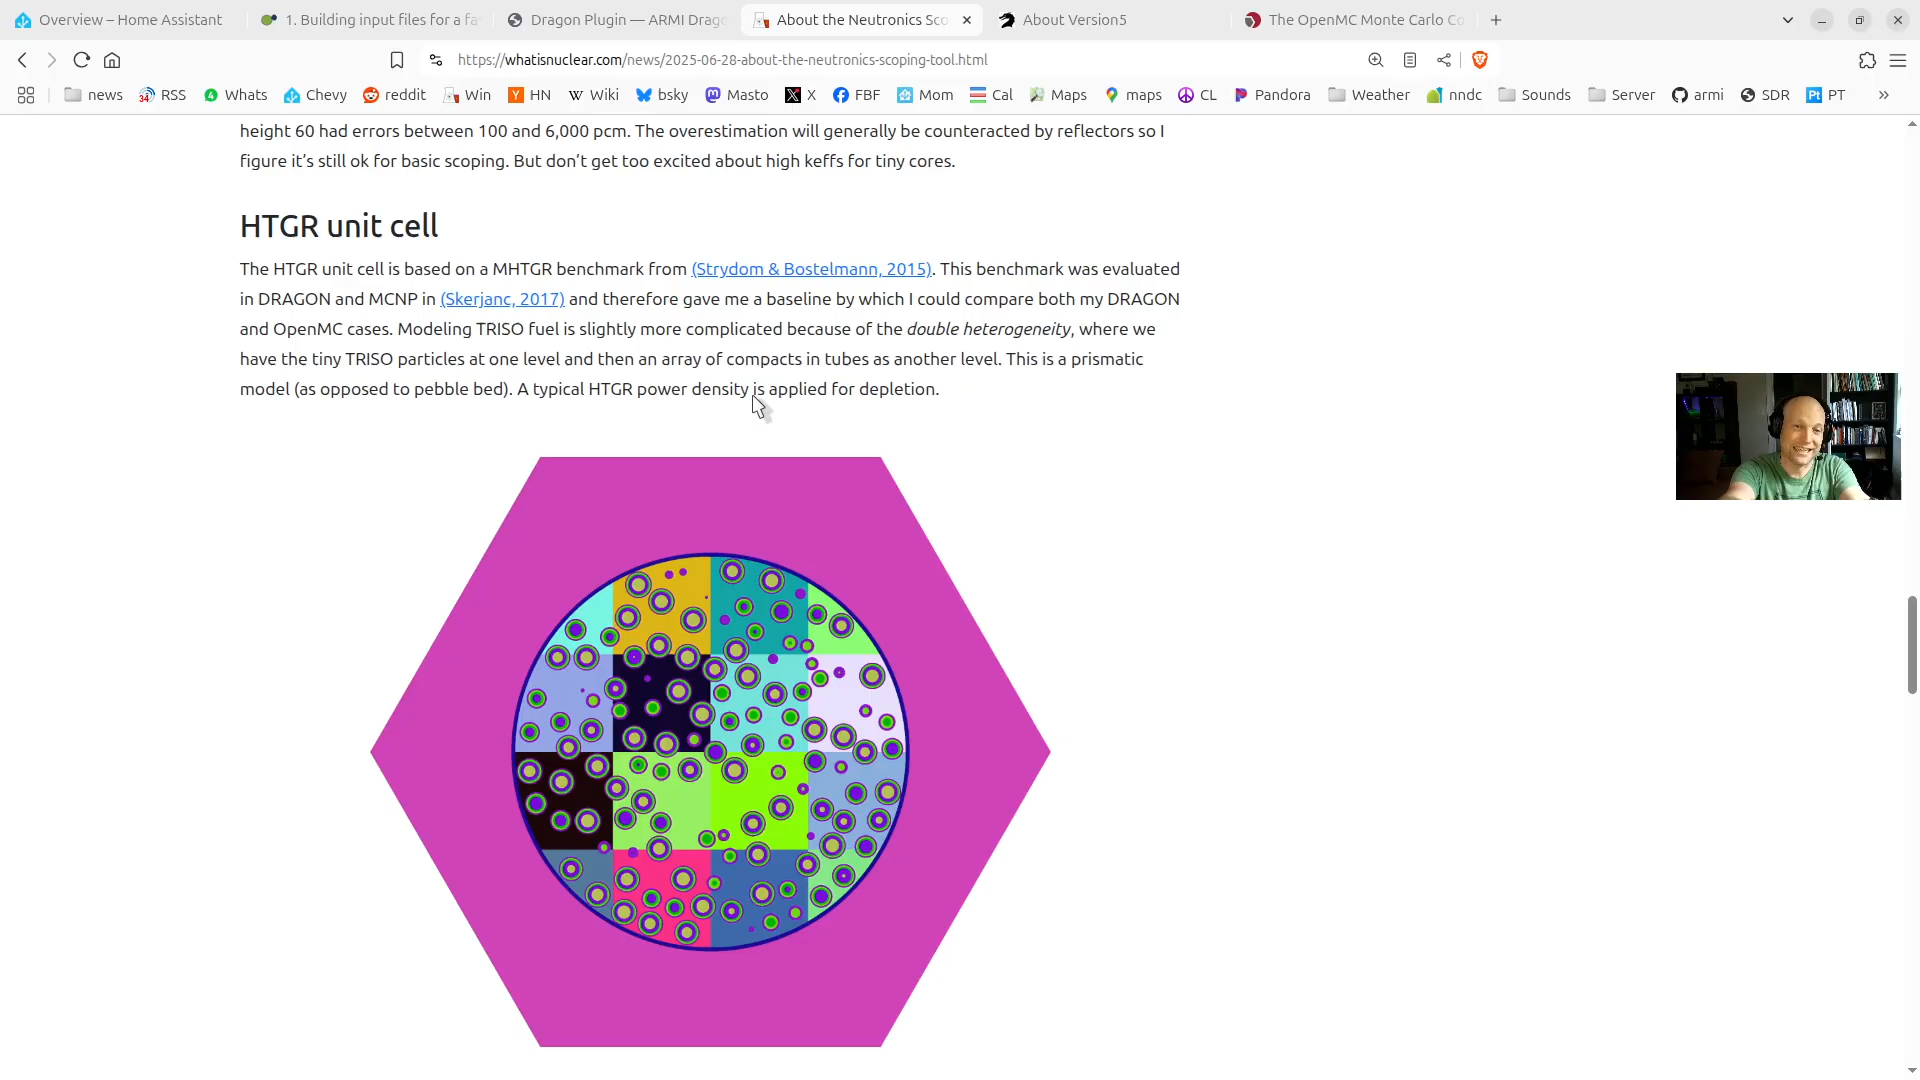 Overview – Home Assistant
1. Building input files for a fa
Dragon Plugin — ARMI Drag
About the Neutronics Sco
About Version5
The OpenMC Monte Carlo Co
https://whatisnuclear.com/news/2025-06-28-about-the-neutronics-scoping-tool.html
news
RSS
Whats
Chevy
reddit
Win
HN
Wiki
bsky
Masto
X
FBF
Mom
Cal
Maps
maps
CL
Pandora
Weather
nndc
Sounds
Server
armi
SDR
PT
height 60 had errors between 100 and 6,000 pcm. The overestimation will generally be counteracted by reflectors so I
figure it's still ok for basic scoping. But don't get too excited about high keffs for tiny cores.
HTGR unit cell
The HTGR unit cell is based on a MHTGR benchmark from (Strydom & Bostelmann, 2015). This benchmark was evaluated
in DRAGON and MCNP in (Skerjanc, 2017) and therefore gave me a baseline by which I could compare both my DRAGON
and OpenMC cases. Modeling TRISO fuel is slightly more complicated because of the double heterogeneity, where we
have the tiny TRISO particles at one level and then an array of compacts in tubes as another level. This is a prismatic
model (as opposed to pebble bed). A typical HTGR power density is applied for depletion.